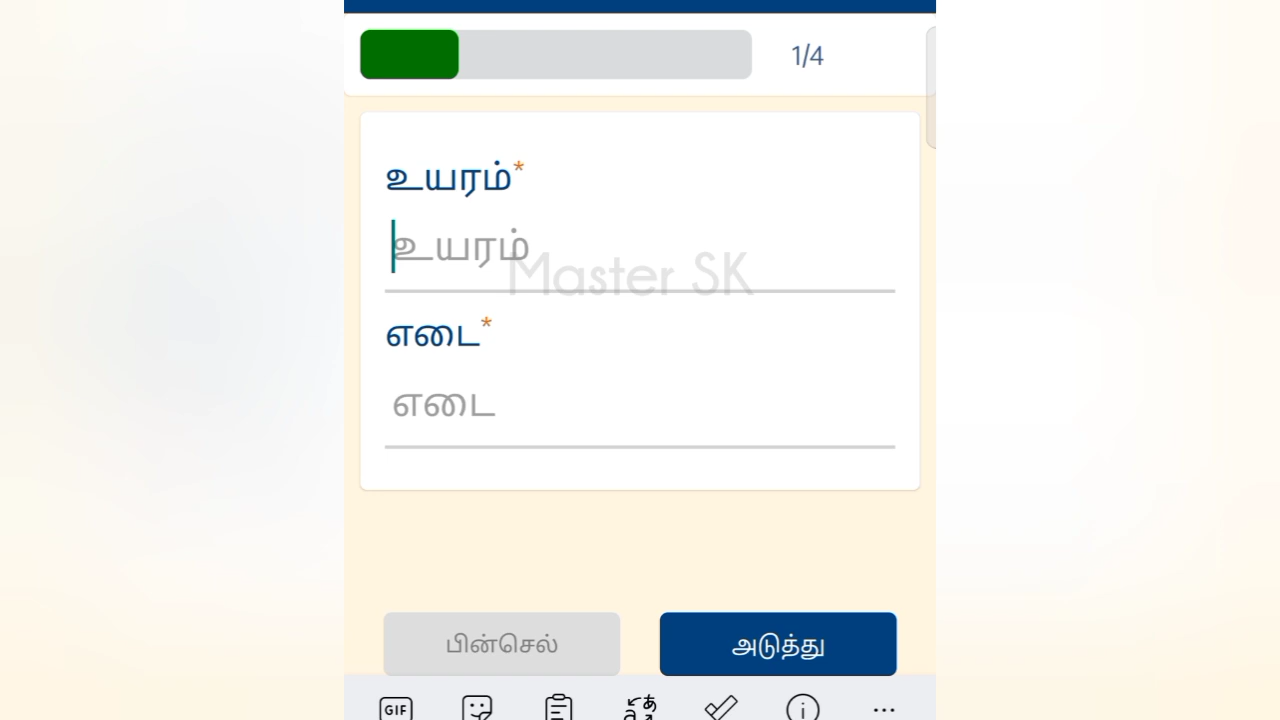 1/4
உயரம்*
உயரம்
Master SK
எடை*
எடை
பின்செல்
அடுத்து
GIF